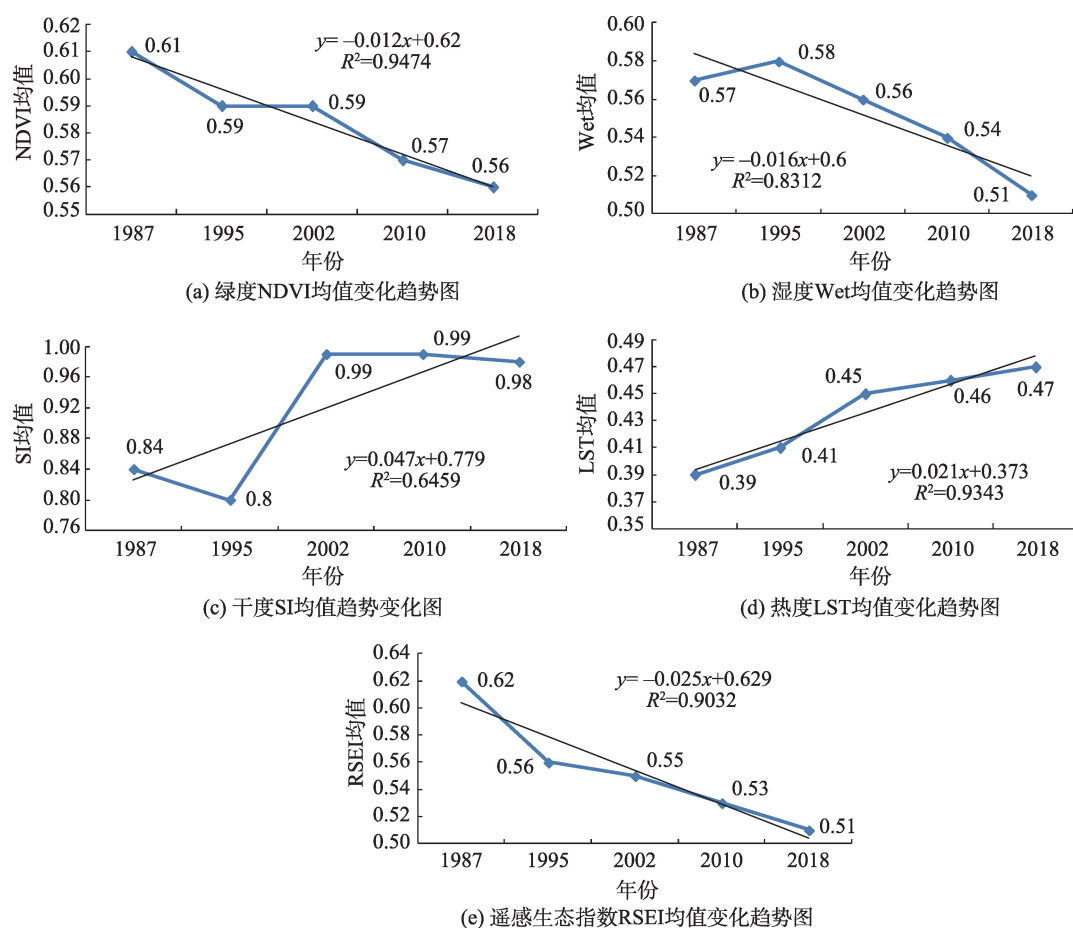 NDVI均值
0.62
0.61
0.60
0.59
0.58
0.57
0.56
0.55
0.61
0.59
0.59
0.57
0.56
y= –0.012x+0.62
R²=0.9474
1987 1995 2002 2010 2018
年份
(a) 绿度NDVI均值变化趋势图
Wet均值
0.60
0.58
0.56
0.54
0.52
0.50
0.57
0.58
0.56
0.54
0.51
y= –0.016x+0.6
R²=0.8312
1987 1995 2002 2010 2018
年份
(b) 湿度Wet均值变化趋势图
SI均值
1.00
0.96
0.92
0.88
0.84
0.80
0.76
0.84
0.8
0.99
0.99
0.98
y=0.047x+0.779
R²=0.6459
1987 1995 2002 2010 2018
年份
(c) 干度SI均值趋势变化图
LST均值
0.49
0.47
0.45
0.43
0.41
0.39
0.37
0.35
0.39
0.41
0.45
0.46
0.47
y=0.021x+0.373
R²=0.9343
1987 1995 2002 2010 2018
年份
(d) 热度LST均值变化趋势图
RSEI均值
0.64
0.62
0.60
0.56
0.54
0.52
0.50
0.62
0.56
0.55
0.53
0.51
y= –0.025x+0.629
R²=0.9032
1987 1995 2002 2010 2018
年份
(e) 遥感生态指数RSEI均值变化趋势图